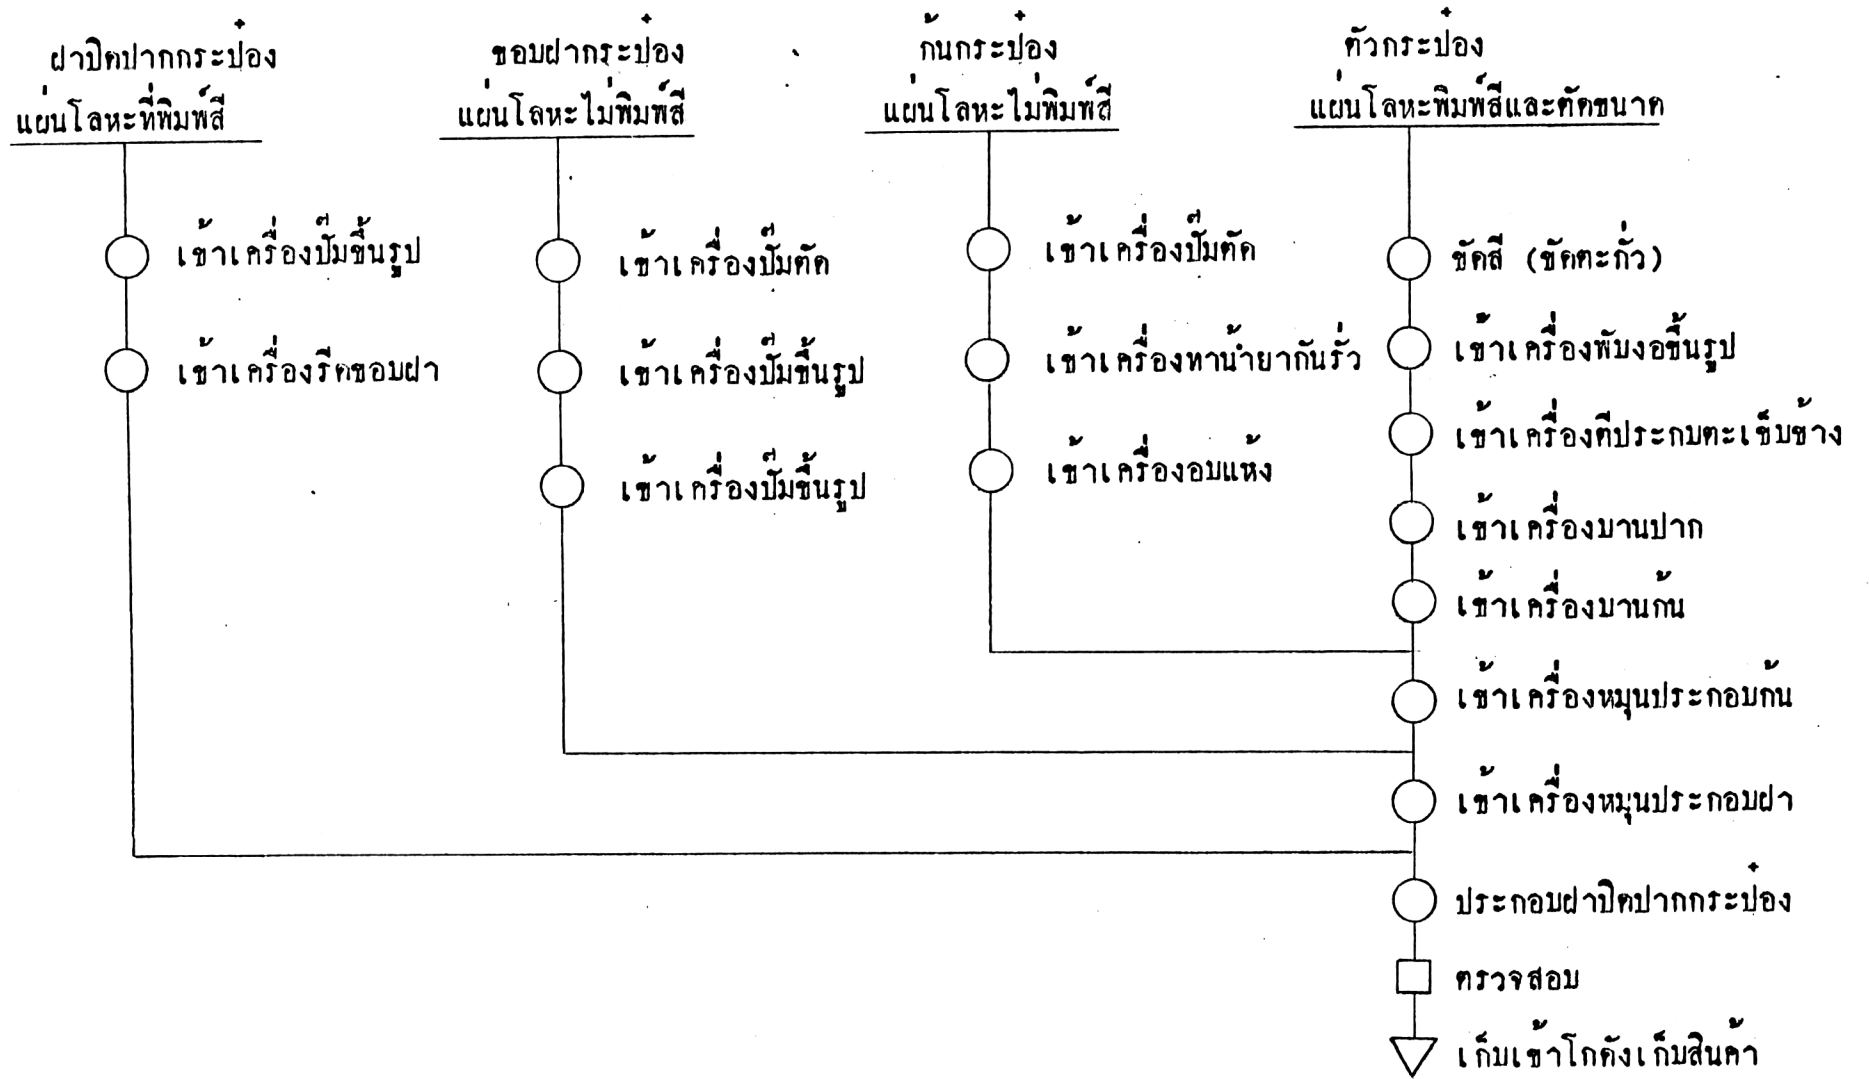 ฝาปิดปากกระป๋อง
แผ่นโลหะที่พิมพ์สี
เข้าเครื่องปั๊มขึ้นรูป
เข้าเครื่องรีดขอบฝา
ขอบฝากระป๋อง
แผ่นโลหะไม่พิมพ์สี
เข้าเครื่องปั๊มตัด
เข้าเครื่องปั๊มขึ้นรูป
เข้าเครื่องปั๊มขึ้นรูป
ก้นกระป๋อง
แผ่นโลหะไม่พิมพ์สี
เข้าเครื่องปั๊มตัด
เข้าเครื่องทาน้ำยากันรั่ว
เข้าเครื่องอบแห้ง
ตัวกระป๋อง
แผ่นโลหะพิมพ์สีและตัดขนาด
ขัดสี (ขัดตะกั่ว)
เข้าเครื่องพับงอขึ้นรูป
เข้าเครื่องตีประกบตะเข็บข้าง
เข้าเครื่องบานปาก
เข้าเครื่องบานก้น
เข้าเครื่องหมุนประกอบก้น
เข้าเครื่องหมุนประกอบฝา
ประกอบฝาปิดปากกระป๋อง
ตรวจสอบ
เก็บเข้าโกดังเก็บสินค้า